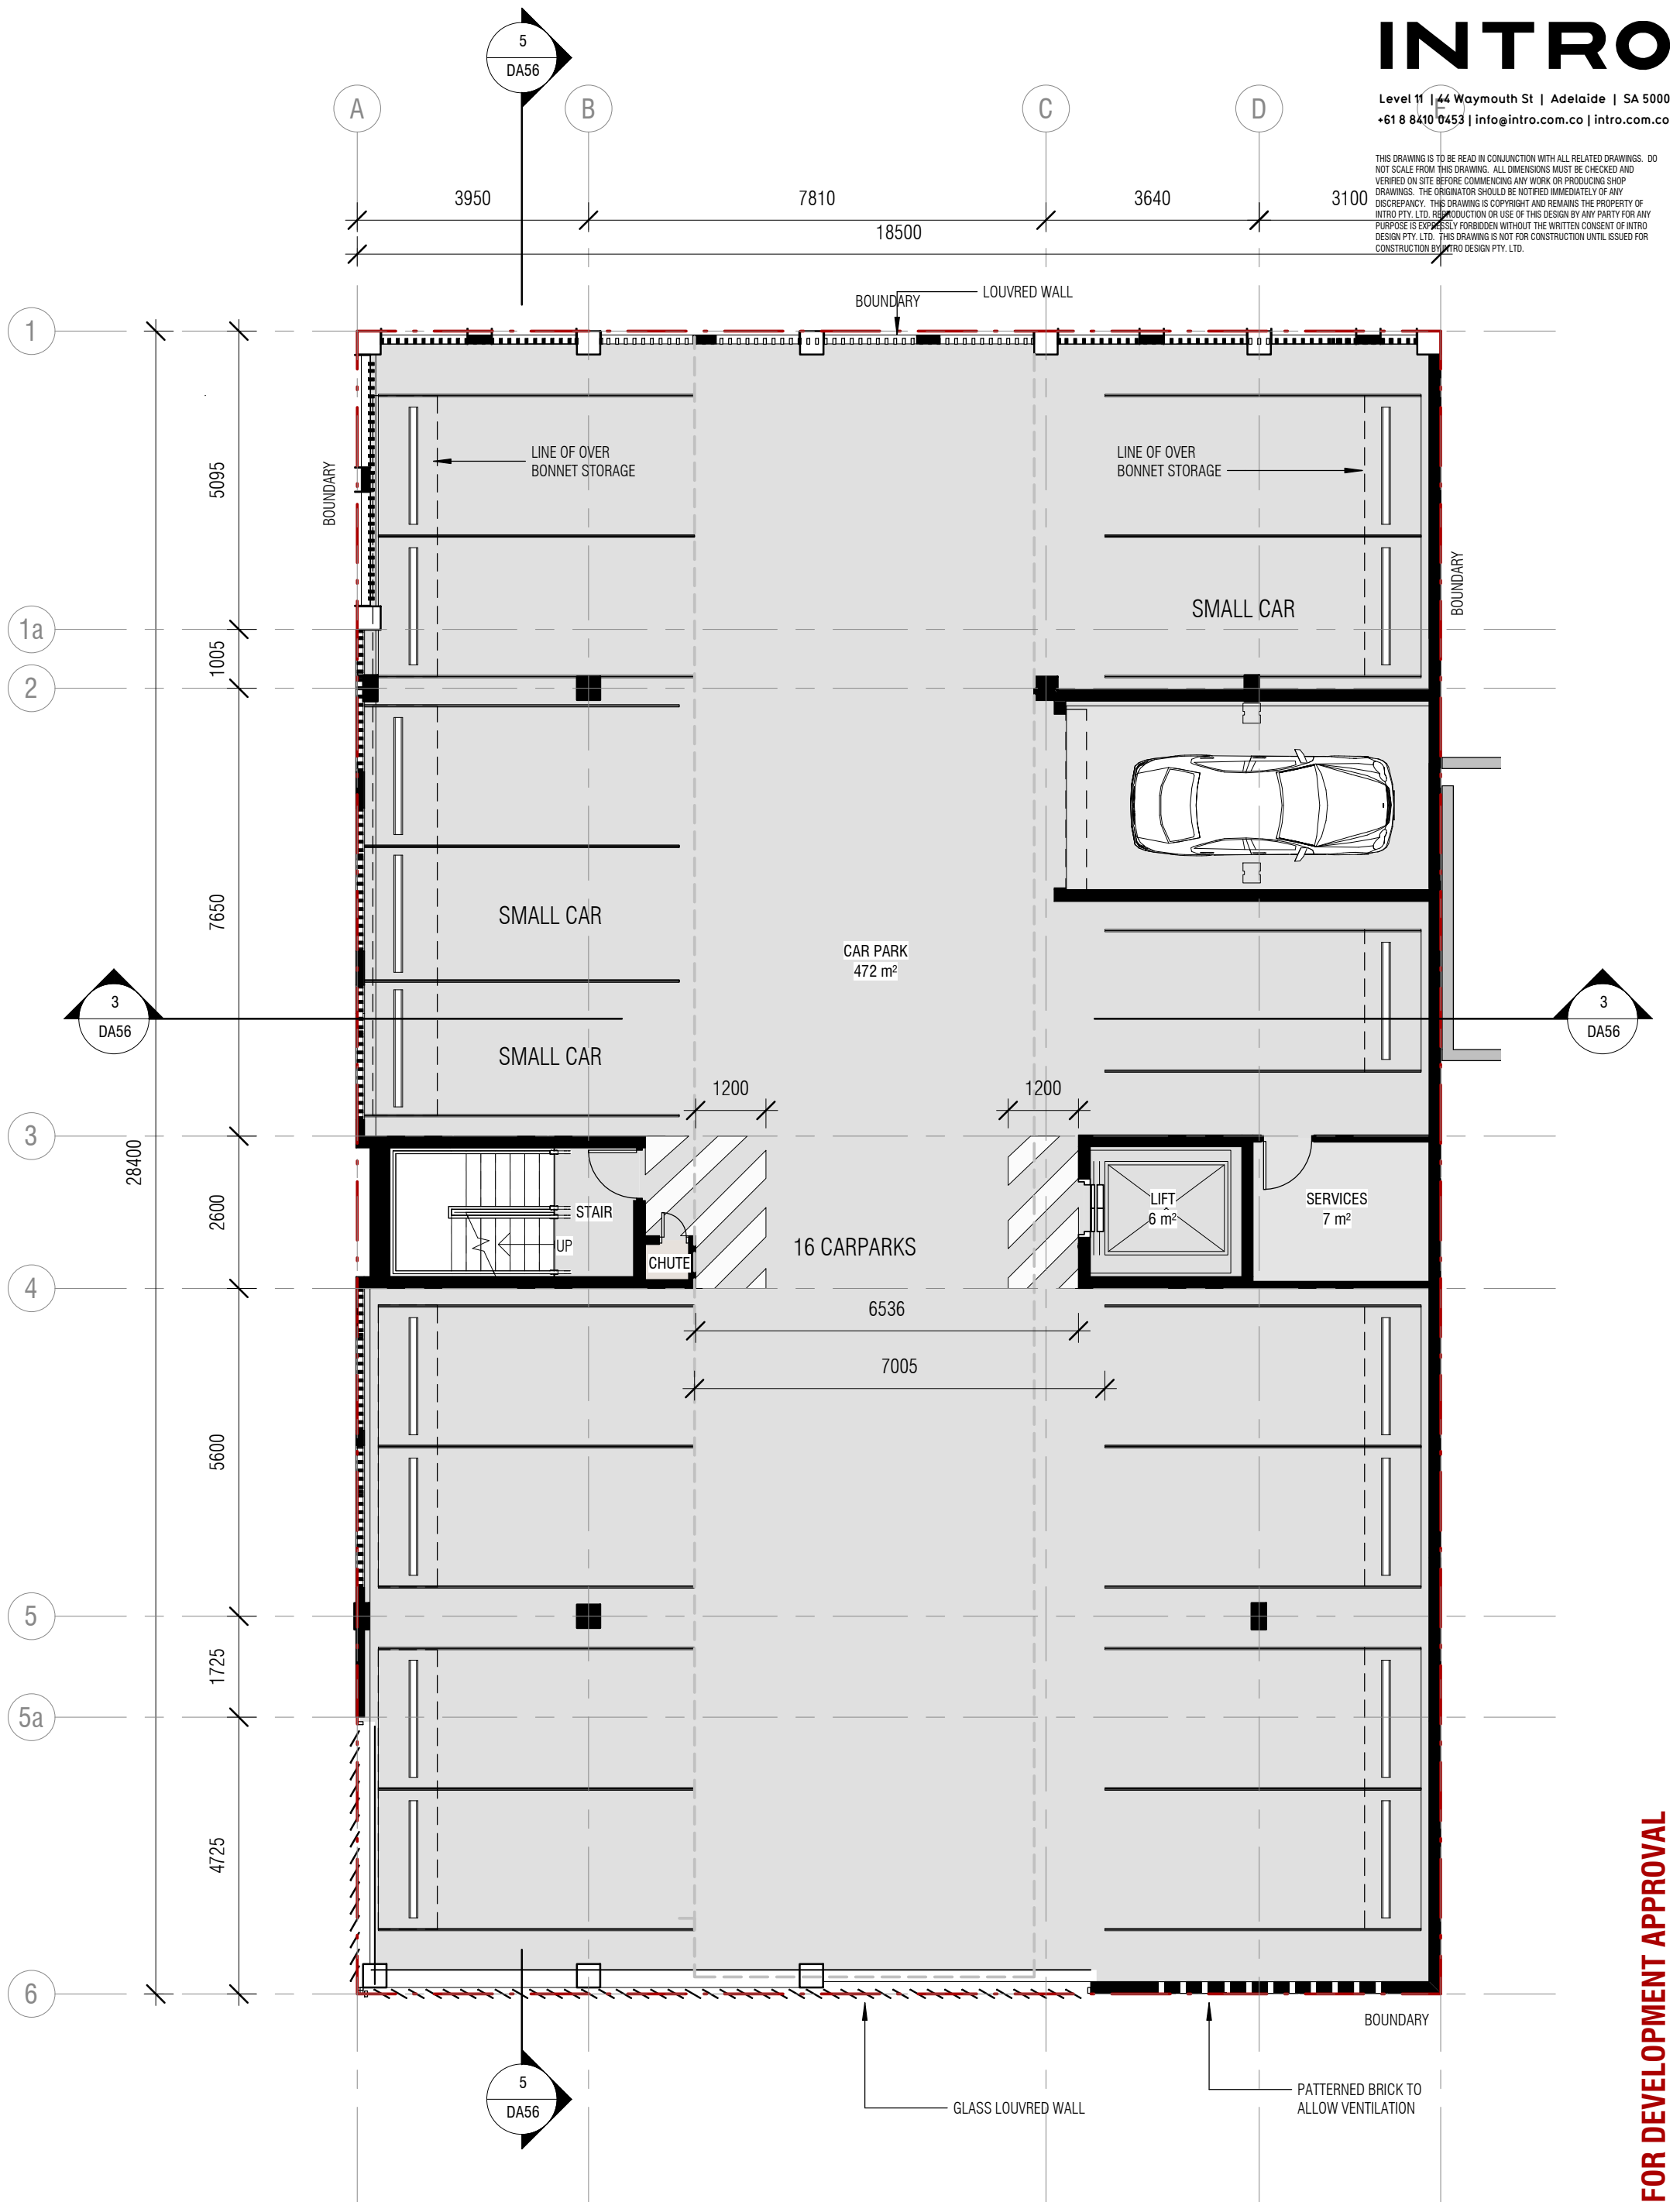 INTRO
Level 11 | 44 Waymouth St | Adelaide | SA 5000
+61 8 8410 0453 | info@intro.com.co | intro.com.co
THIS DRAWING IS TO BE READ IN CONJUNCTION WITH ALL RELATED DRAWINGS. DO
NOT SCALE FROM THIS DRAWING. ALL DIMENSIONS MUST BE CHECKED AND
VERIFIED ON SITE BEFORE COMMENCING ANY WORK OR PRODUCING SHOP
DRAWINGS. THE ORIGINATOR SHOULD BE NOTIFIED IMMEDIATELY OF ANY
DISCREPANCY. THIS DRAWING IS COPYRIGHT AND REMAINS THE PROPERTY OF
INTRO PTY. LTD. REPRODUCTION OR USE OF THIS DESIGN BY ANY PARTY FOR ANY
PURPOSE IS EXPRESSLY FORBIDDEN WITHOUT THE WRITTEN CONSENT OF INTRO
DESIGN PTY. LTD. THIS DRAWING IS NOT FOR CONSTRUCTION UNTIL ISSUED FOR
CONSTRUCTION BY INTRO DESIGN PTY. LTD.
5
DA56
A
B
C
D
E
3950
7810
3640
3100
18500
BOUNDARY
LOUVRED WALL
1
5095
BOUNDARY
LINE OF OVER
BONNET STORAGE
LINE OF OVER
BONNET STORAGE
BOUNDARY
SMALL CAR
1a
1005
2
7650
SMALL CAR
CAR PARK
472 m²
3
DA56
3
DA56
SMALL CAR
1200
1200
3
28400
2600
STAIR
UP
CHUTE
16 CARPARKS
LIFT
6 m²
SERVICES
7 m²
4
6536
7005
5600
5
1725
5a
4725
6
BOUNDARY
5
DA56
GLASS LOUVRED WALL
PATTERNED BRICK TO
ALLOW VENTILATION
FOR DEVELOPMENT APPROVAL